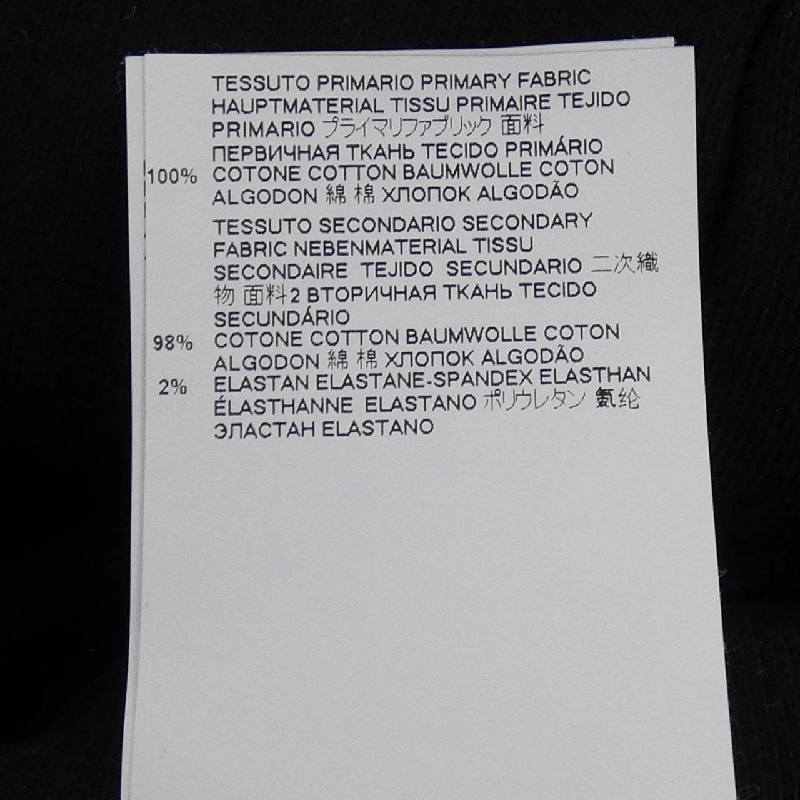 TESSUTO PRIMARIO PRIMARY FABRIC
HAUPTMATERIAL TISSU PRIMAIRE TEJIDO
PRIMARIO プライマリファブリック 面料
ПЕРВИЧНАЯ ТКАНЬ TECIDO PRIMÁRIO
100% COTONE COTTON BAUMWOLLE COTON
ALGODON 綿 棉 ХЛОПОК ALGODÃO
TESSUTO SECONDARIO SECONDARY
FABRIC NEBENMATERIAL TISSU
SECONDAIRE TEJIDO SECUNDARIO 二次織
物 面料2 ВТОРИЧНАЯ ТКАНЬ TECIDO
SECUNDÁRIO
98% COTONE COTTON BAUMWOLLE COTON
ALGODON 綿 棉 ХЛОПОК ALGODÃO
2% ELASTAN ELASTANE-SPANDEX ELASTHAN
ÉLASTHANNE ELASTANO ポリウレタン 氨纶
ЭЛАСТАН ELASTANO